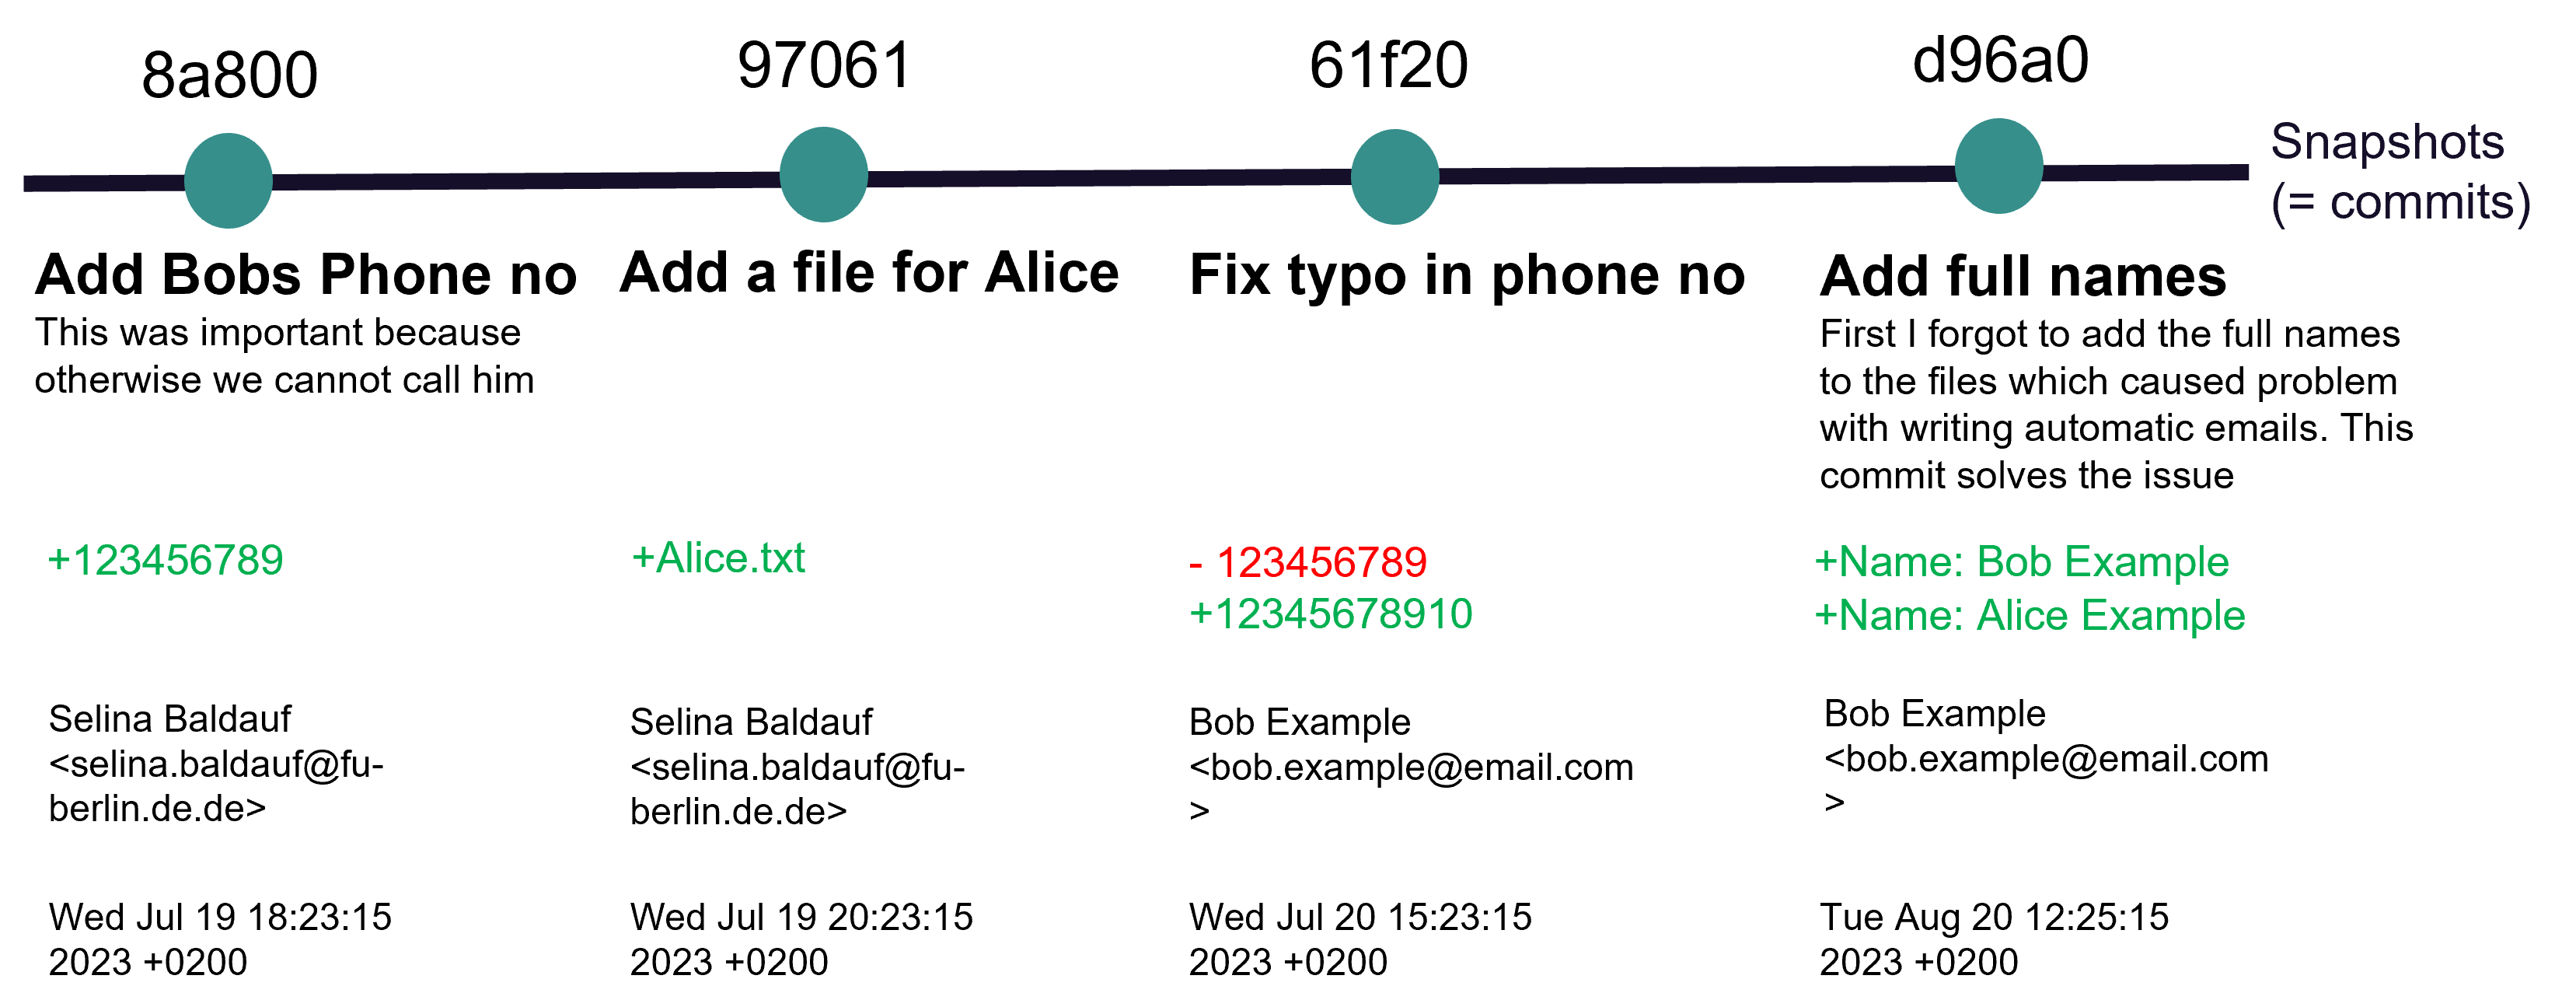 8a800
97061
61f20
d96a0
Snapshots
(= commits)
Add Bobs Phone no
This was important because
otherwise we cannot call him
+123456789
Selina Baldauf
<selina.baldauf@fu-
berlin.de.de>
Wed Jul 19 18:23:15
2023 +0200
Add a file for Alice
+Alice.txt
Selina Baldauf
<selina.baldauf@fu-
berlin.de.de>
Wed Jul 19 20:23:15
2023 +0200
Fix typo in phone no
- 123456789
+12345678910
Bob Example
<bob.example@email.com
>
Wed Jul 20 15:23:15
2023 +0200
Add full names
First I forgot to add the full names
to the files which caused problem
with writing automatic emails. This
commit solves the issue
+Name: Bob Example
+Name: Alice Example
Bob Example
<bob.example@email.com
>
Tue Aug 20 12:25:15
2023 +0200